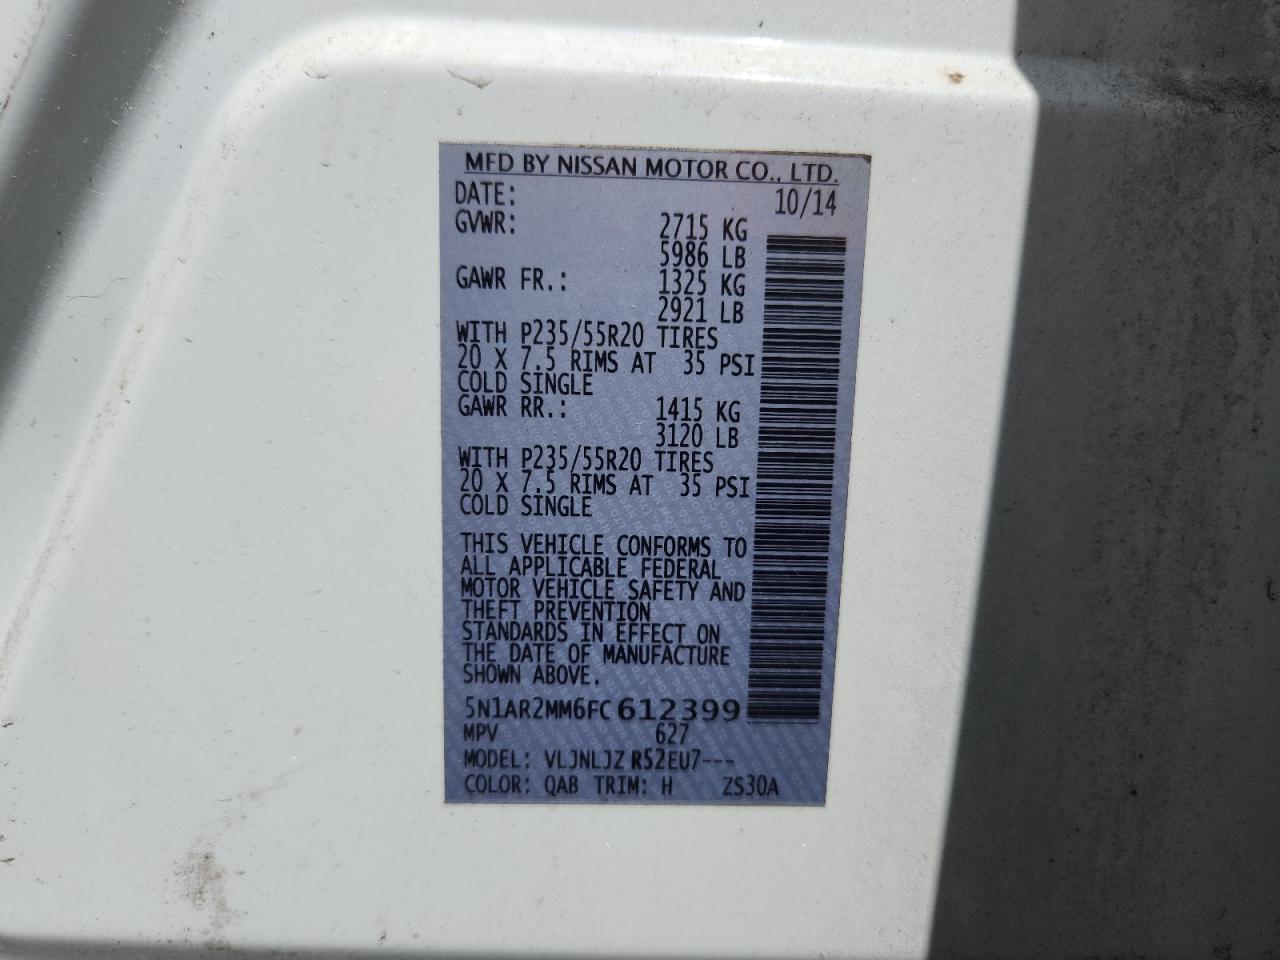 MFD BY NISSAN MOTOR CO., LTD.
DATE: 10/14
GVWR: 2715 KG
5986 LB
GAWR FR.: 1325 KG
2921 LB
WITH P235/55R20 TIRES
20 X 7.5 RIMS AT 35 PSI
COLD SINGLE
GAWR RR.: 1415 KG
3120 LB
WITH P235/55R20 TIRES
20 X 7.5 RIMS AT 35 PSI
COLD SINGLE
THIS VEHICLE CONFORMS TO
ALL APPLICABLE FEDERAL
MOTOR VEHICLE SAFETY AND
THEFT PREVENTION
STANDARDS IN EFFECT ON
THE DATE OF MANUFACTURE
SHOWN ABOVE.
5N1AR2MM6FC612399
MPV 627
MODEL: VLJNLJZ R52EU7---
COLOR: QAB TRIM: H ZS30A